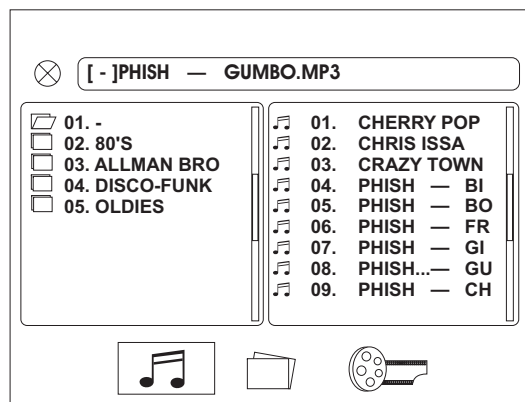 [ - ]PHISH — GUMBO.MP3
01. -
02. 80'S
03. ALLMAN BRO
04. DISCO-FUNK
05. OLDIES
01. CHERRY POP
02. CHRIS ISSA
03. CRAZY TOWN
04. PHISH — BI
05. PHISH — BO
06. PHISH — FR
07. PHISH — GI
08. PHISH...— GU
09. PHISH — CH